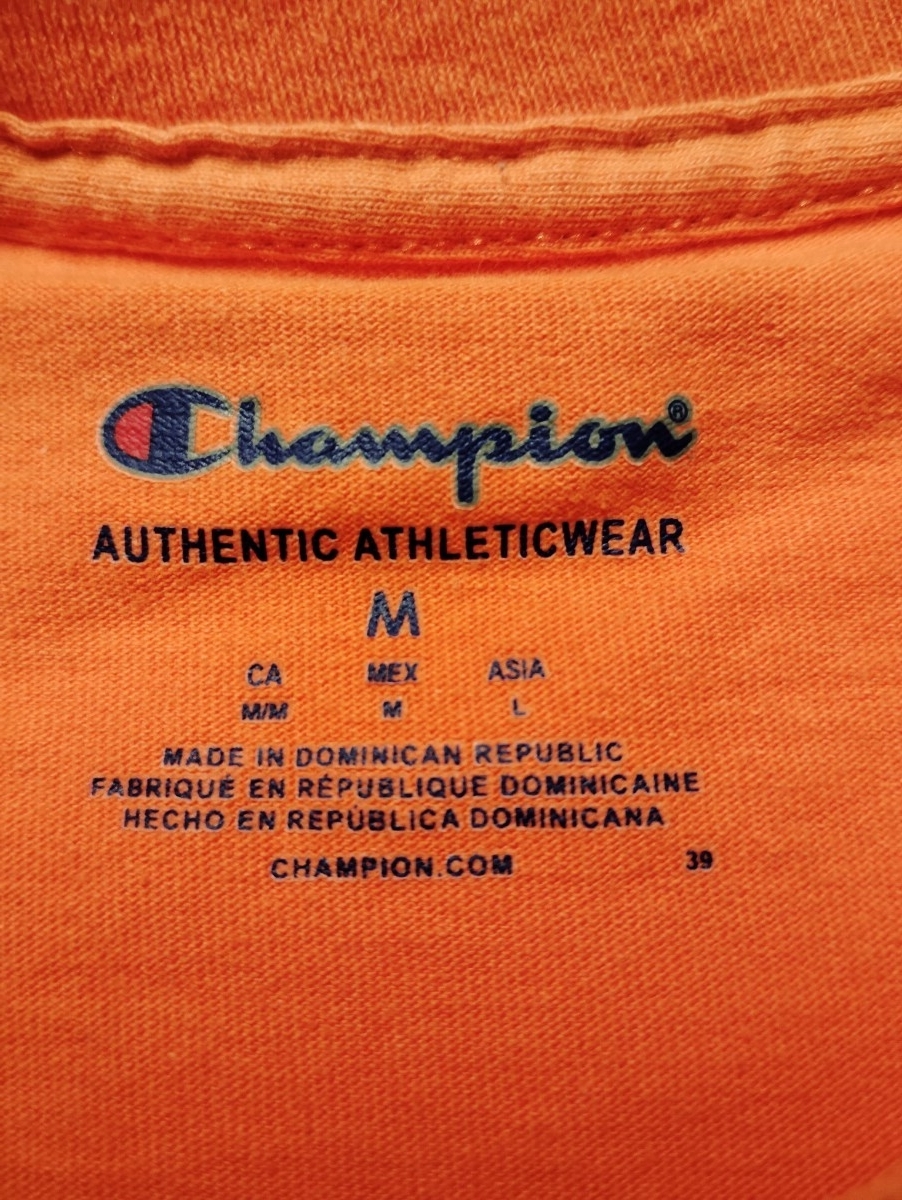 Champion®
AUTHENTIC ATHLETICWEAR
M
CA MEX ASIA
M/M M L
MADE IN DOMINICAN REPUBLIC
FABRIQUÉ EN RÉPUBLIQUE DOMINICAINE
HECHO EN REPÚBLICA DOMINICANA
CHAMPION.COM 39